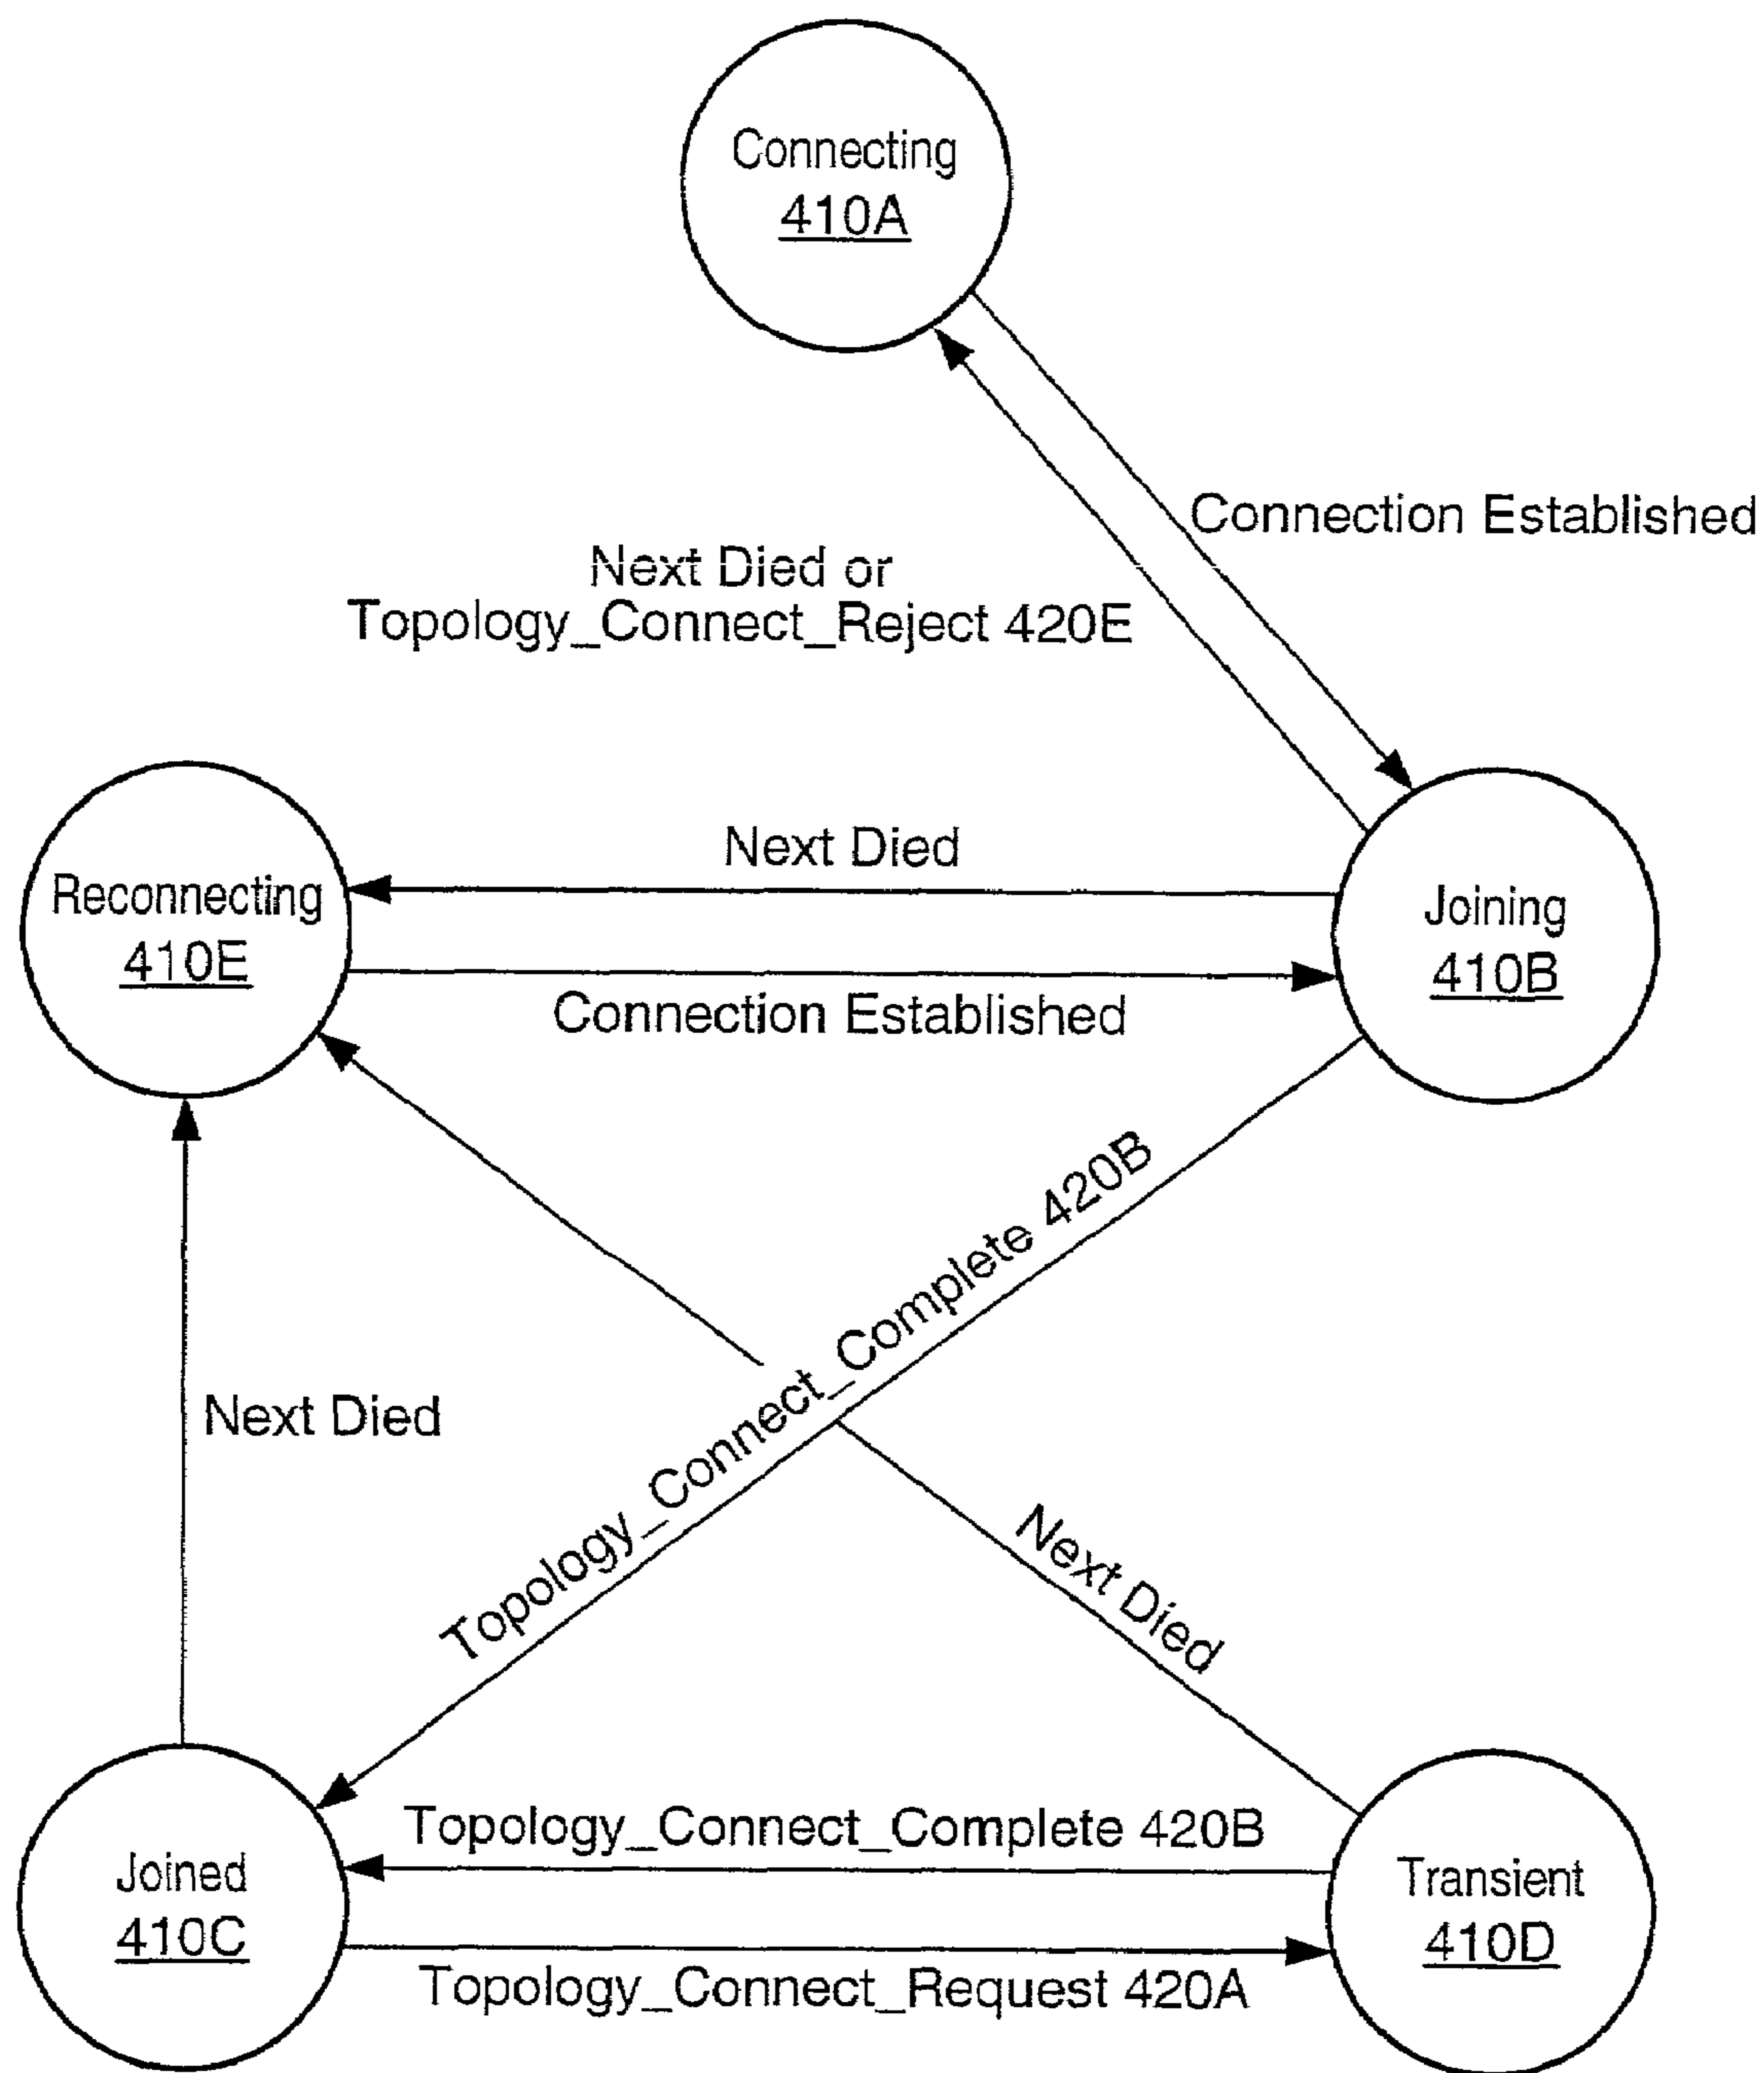 Connecting
410A
Connection Established
Next Died or
Topology_Connect_Reject 420E
Next Died
Reconnecting
410E
Joining
410B
Connection Established
Topology_Connect_Complete 420B
Next Died
Next Died
Topology_Connect_Complete 420B
Joined
410C
Transient
410D
Topology_Connect_Request 420A